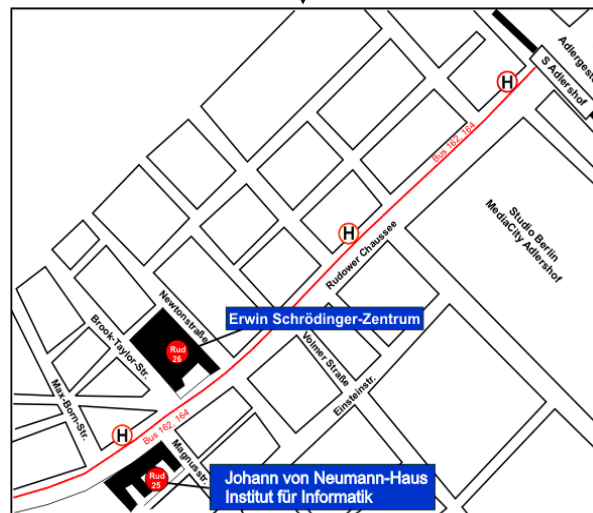 Adlergest
S Adlershof
H
Bus 162, 164
Studio Berlin
MediaCity Adlershof
H
Rudower Chaussee
Newtonstraße
Erwin Schrödinger-Zentrum
Brook-Taylor-Str.
Rud
26
Volmer Straße
Einsteinstr.
Max-Born-Str.
H
Bus 162, 164
Magnusstr.
Rud
25
Johann von Neumann-Haus
Institut für Informatik